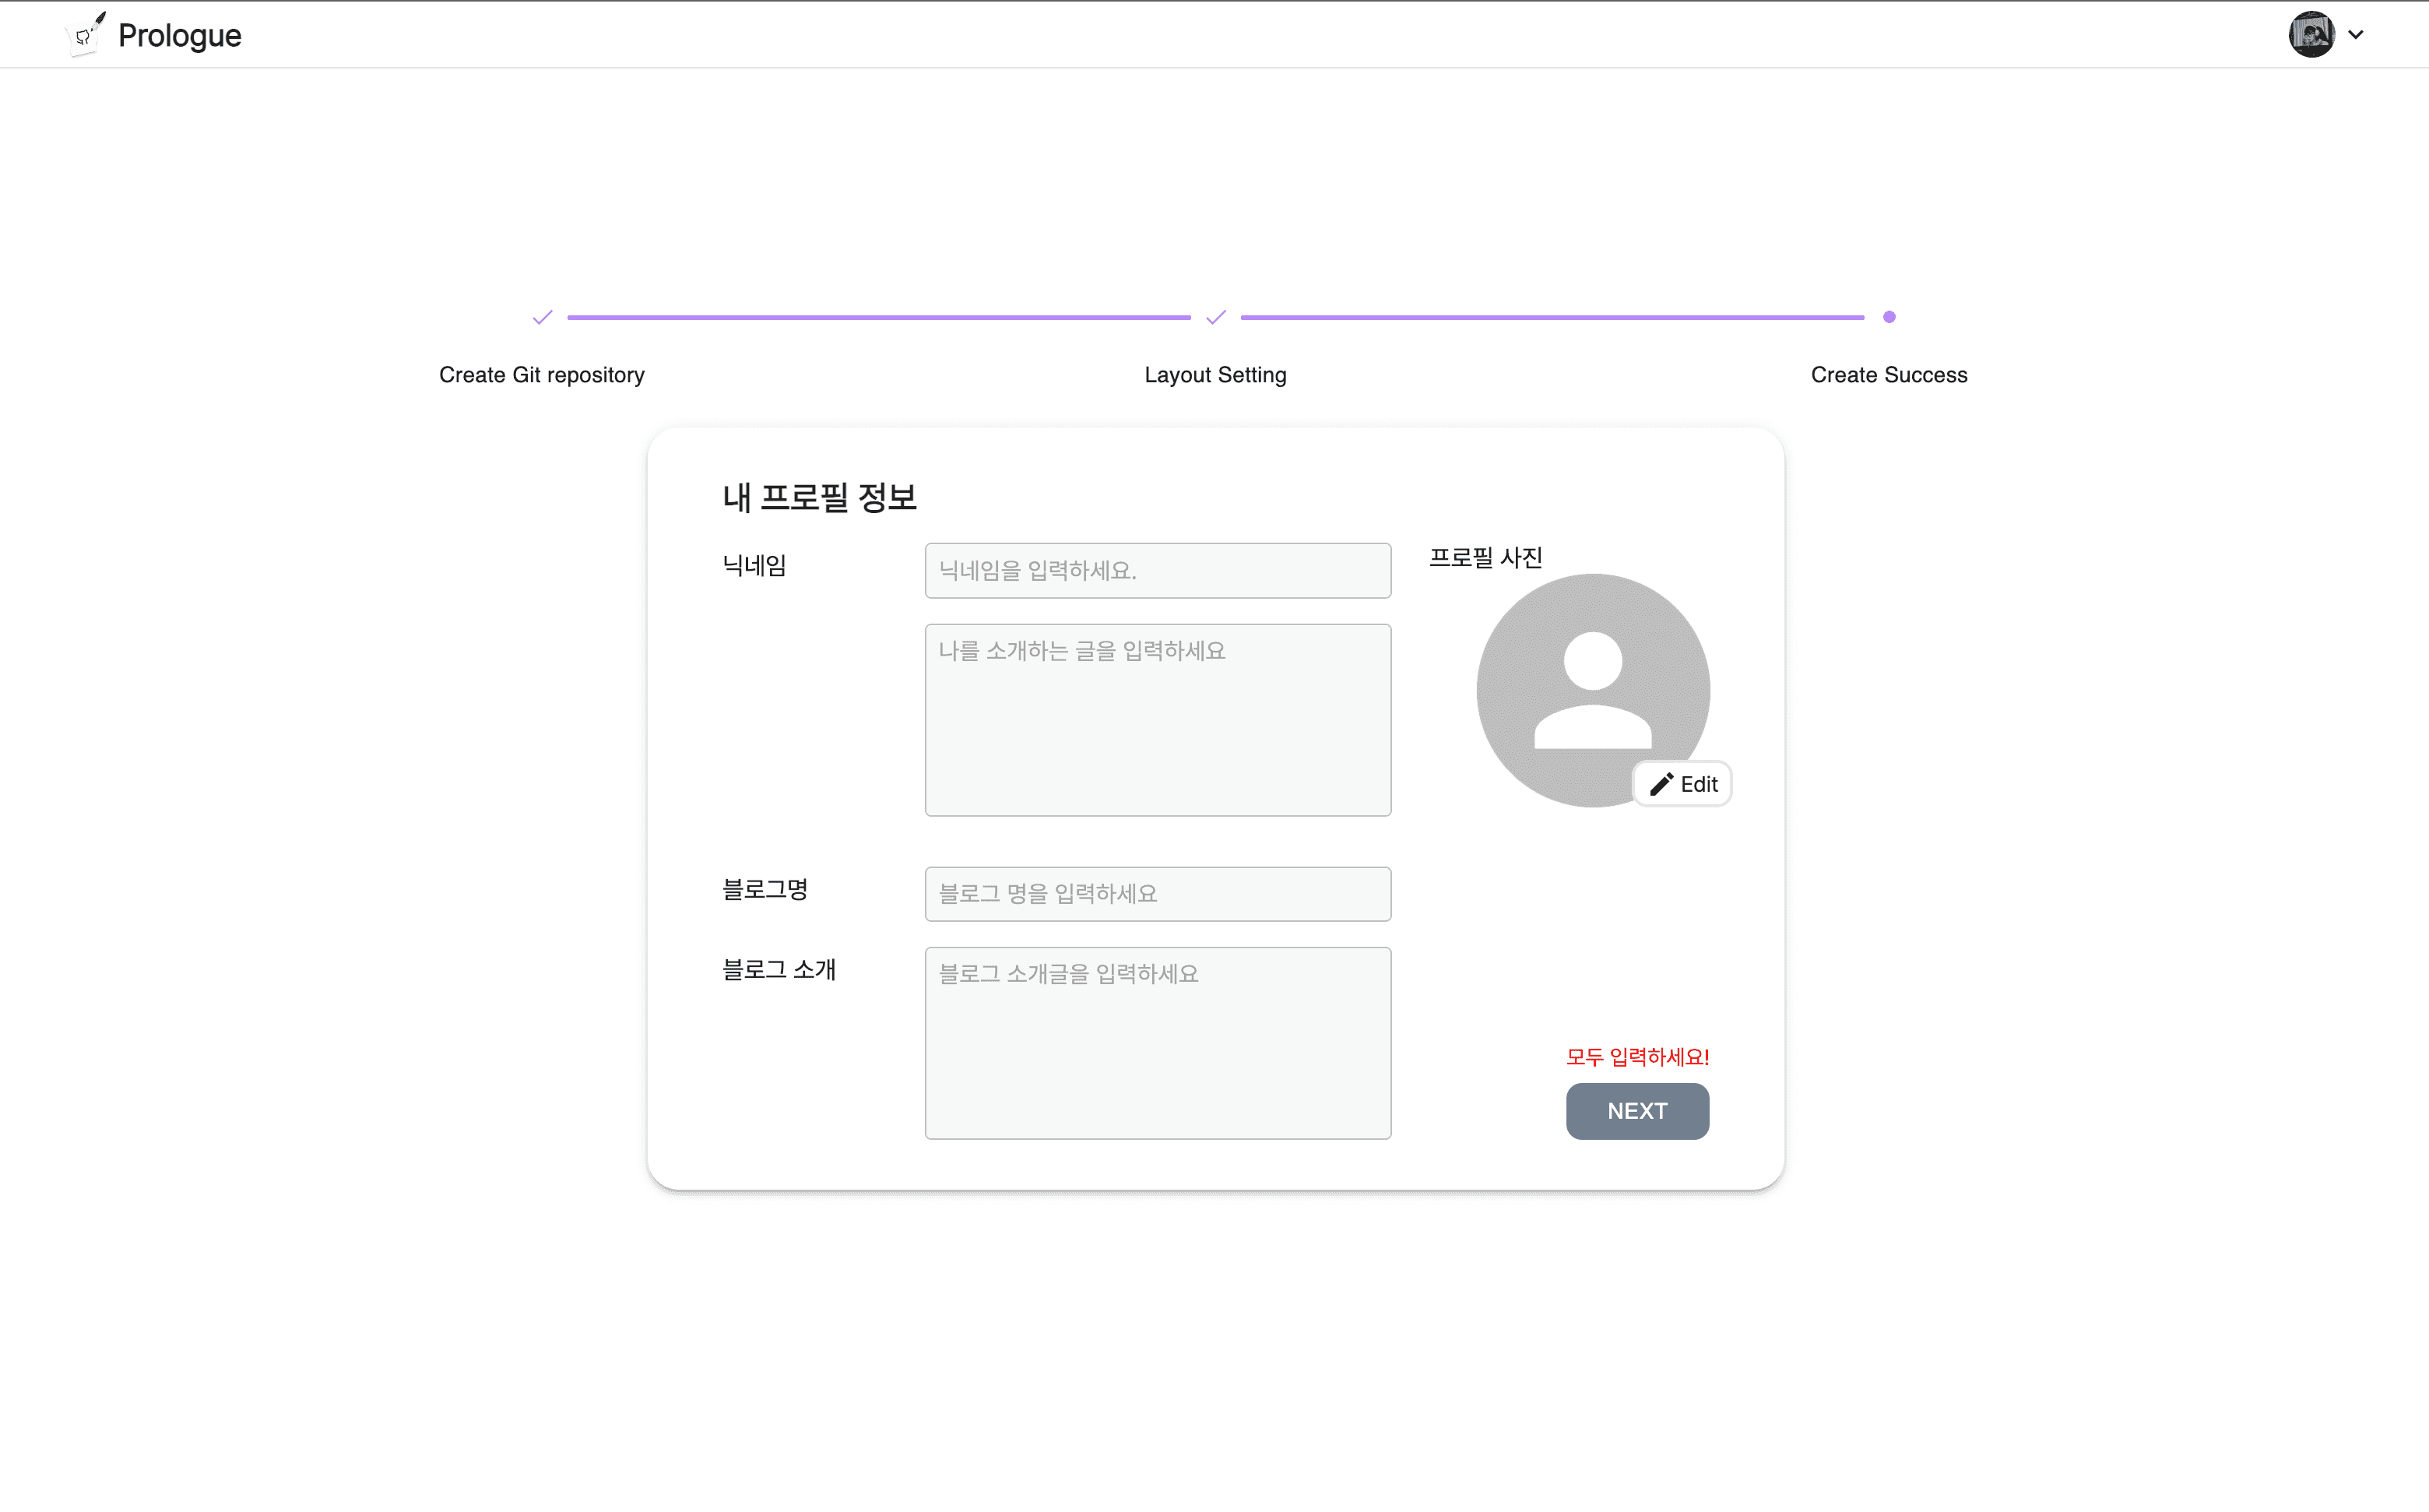 Prologue
Create Git repository
Layout Setting
Create Success
내 프로필 정보
닉네임
닉네임을 입력하세요.
프로필 사진
나를 소개하는 글을 입력하세요
Edit
블로그명
블로그 명을 입력하세요
블로그 소개
블로그 소개글을 입력하세요
모두 입력하세요!
NEXT